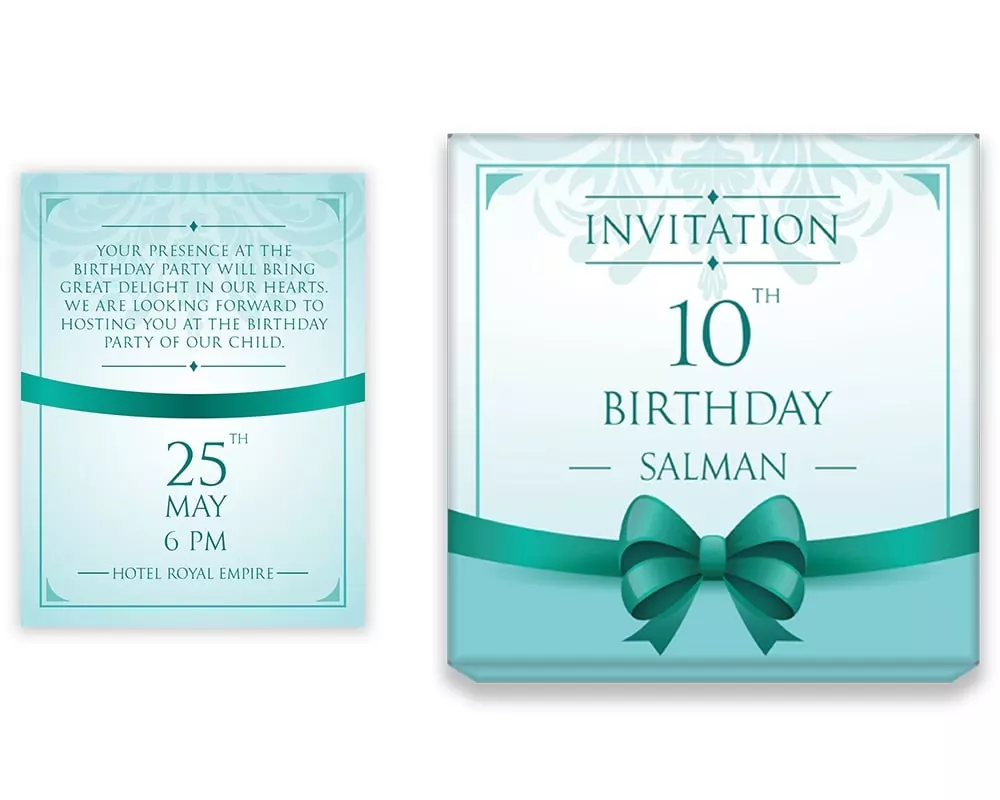 YOUR PRESENCE AT THE
BIRTHDAY PARTY WILL BRING
GREAT DELIGHT IN OUR HEARTS.
WE ARE LOOKING FORWARD TO
HOSTING YOU AT THE BIRTHDAY
PARTY OF OUR CHILD.
25TH
MAY
6 PM
HOTEL ROYAL EMPIRE
INVITATION
10TH
BIRTHDAY
SALMAN